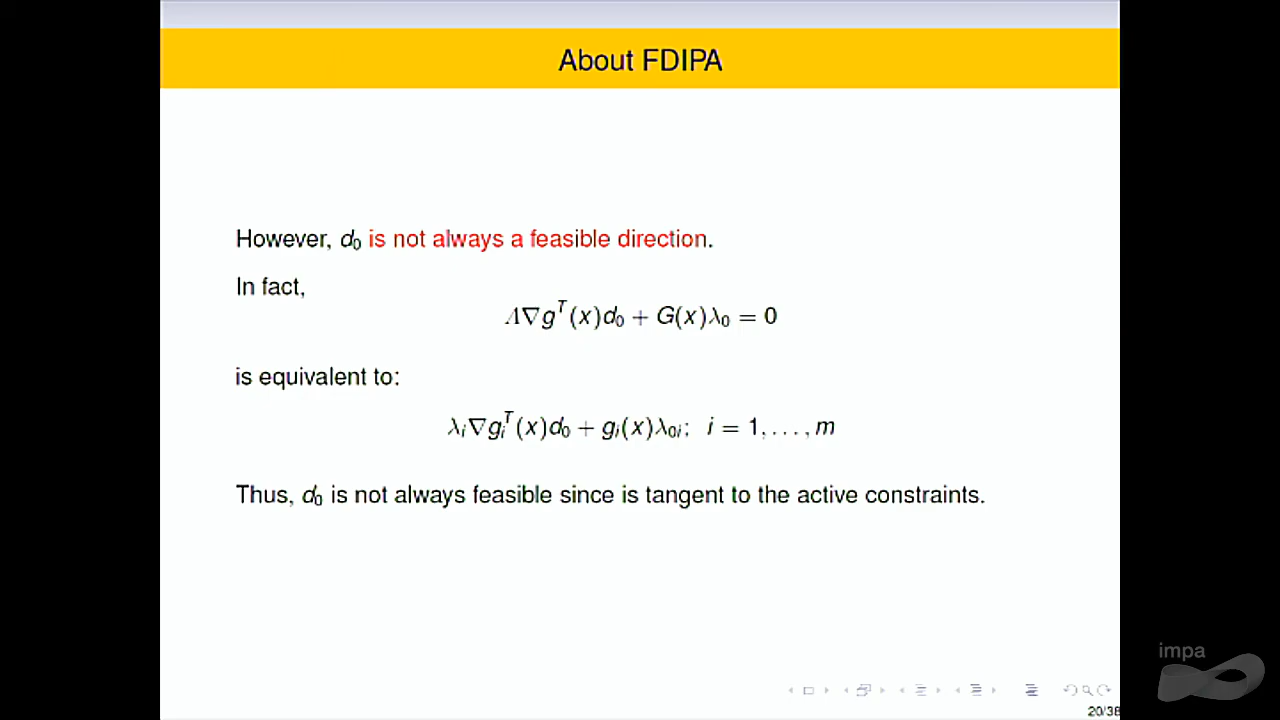 About FDIPA
However, d₀ is not always a feasible direction.
In fact,
Λ∇gᵀ(x)d₀ + G(x)λ₀ = 0
is equivalent to:
λᵢ∇gᵢᵀ(x)d₀ + gᵢ(x)λ₀ᵢ; i = 1, . . . , m
Thus, d₀ is not always feasible since is tangent to the active constraints.
impa
20/38